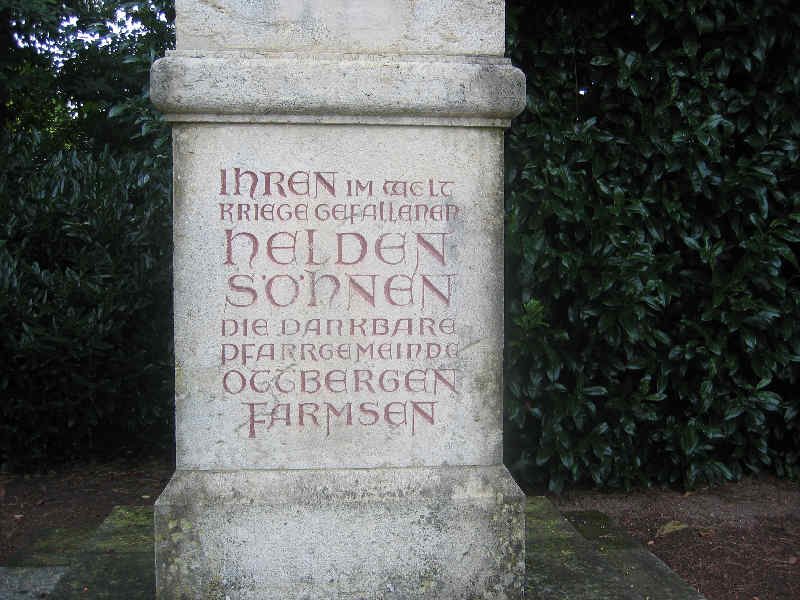 IHREN IM WELT
KRIEGE GEFALLENEN
HELDEN
SÖHNEN
DIE DANKBARE
PFARRGEMEINDE
OTTBERGEN
FARMSEN